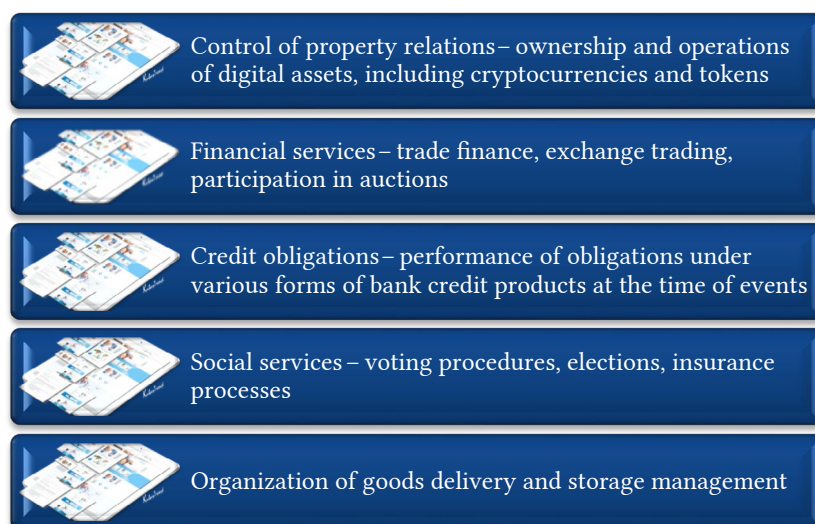 Control of property relations – ownership and operations
of digital assets, including cryptocurrencies and tokens
Financial services – trade finance, exchange trading,
participation in auctions
Credit obligations – performance of obligations under
various forms of bank credit products at the time of events
Social services – voting procedures, elections, insurance
processes
Organization of goods delivery and storage management